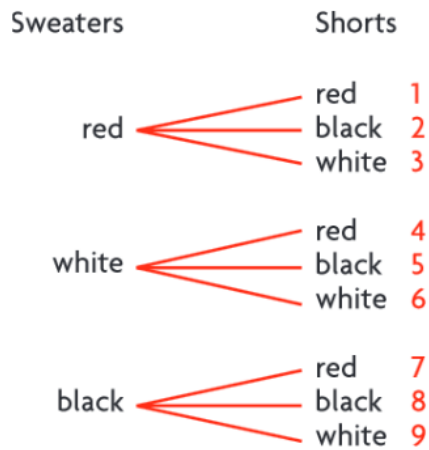 Sweaters Shorts
red 1
red black 2
white 3
red 4
white black 5
white 6
red 7
black black 8
white 9